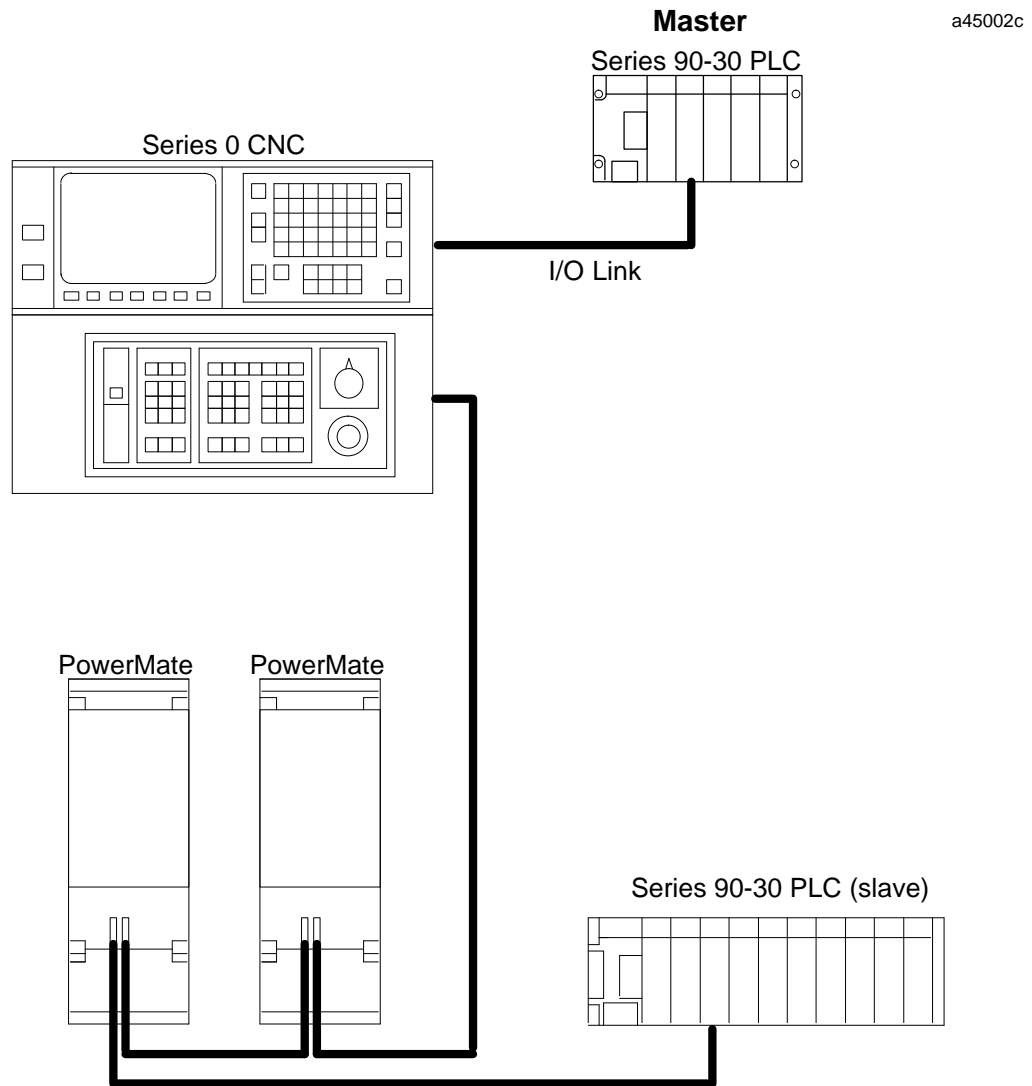 Master
a45002c
Series 90-30 PLC
Series 0 CNC
I/O Link
PowerMate
PowerMate
Series 90-30 PLC (slave)